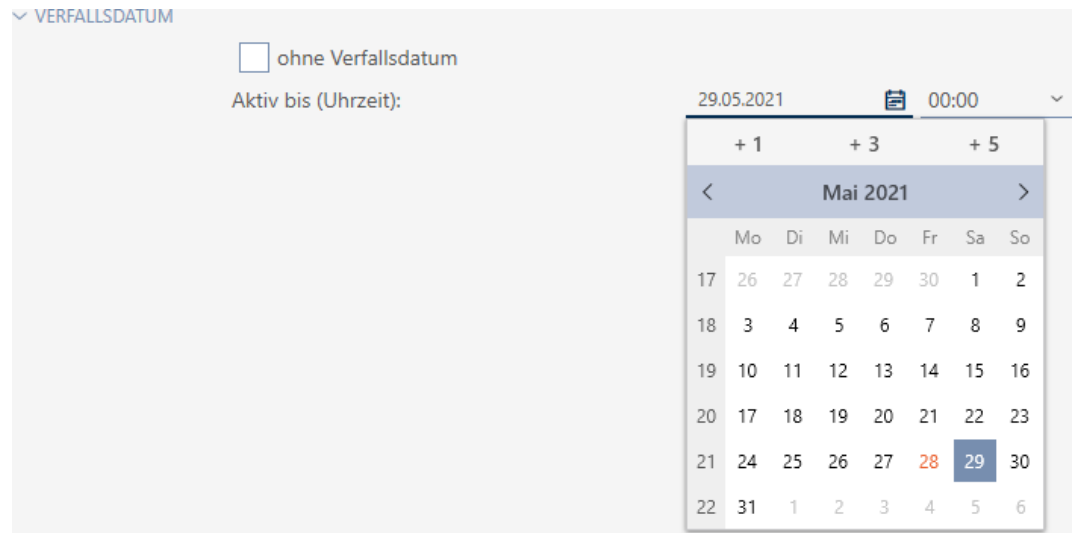 VERFALLSDATUM
ohne Verfallsdatum
Aktiv bis (Uhrzeit): 29.05.2021 00:00
+ 1 + 3 + 5
Mai 2021
Mo Di Mi Do Fr Sa So
17 26 27 28 29 30 1 2
18 3 4 5 6 7 8 9
19 10 11 12 13 14 15 16
20 17 18 19 20 21 22 23
21 24 25 26 27 28 29 30
22 31 1 2 3 4 5 6